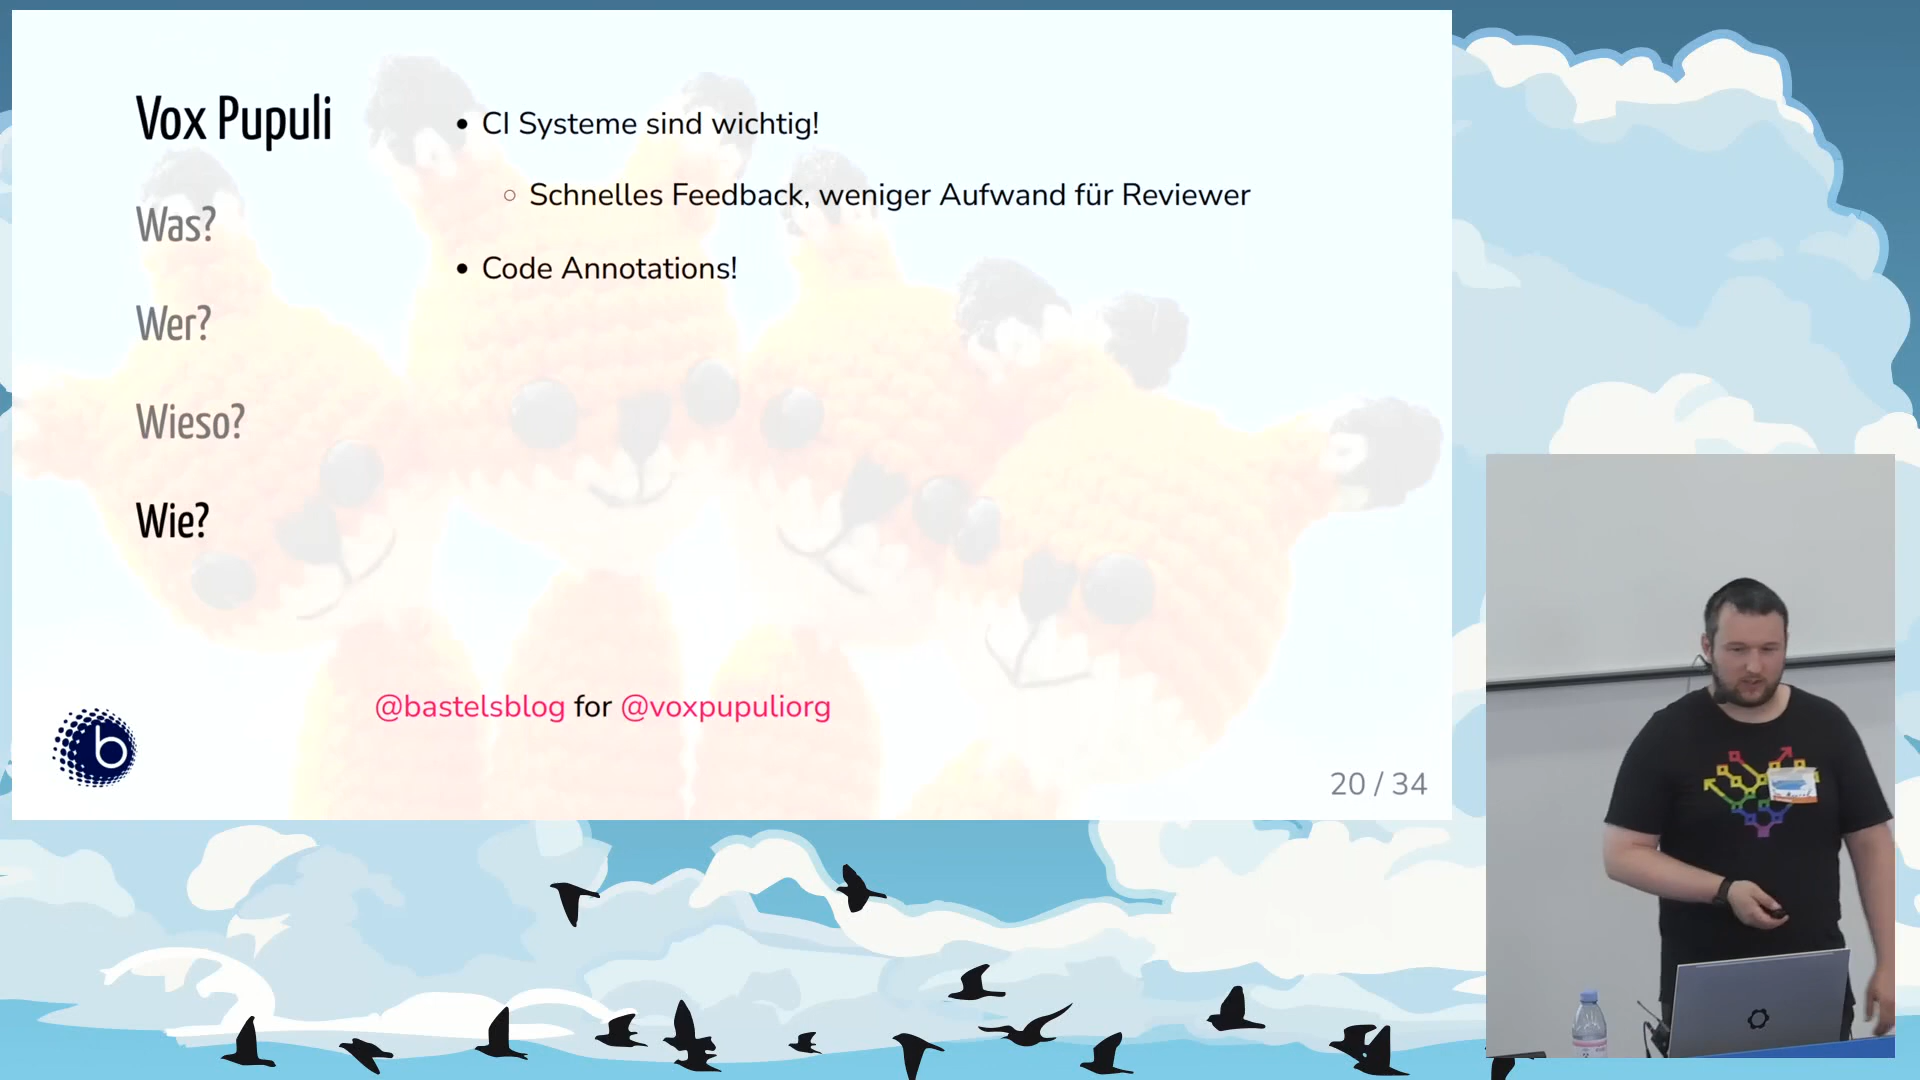 Vox Pupuli
Was?
Wer?
Wieso?
Wie?
• CI Systeme sind wichtig!
○ Schnelles Feedback, weniger Aufwand für Reviewer
• Code Annotations!
@bastelsblog for @voxpupuliorg
b
20 / 34